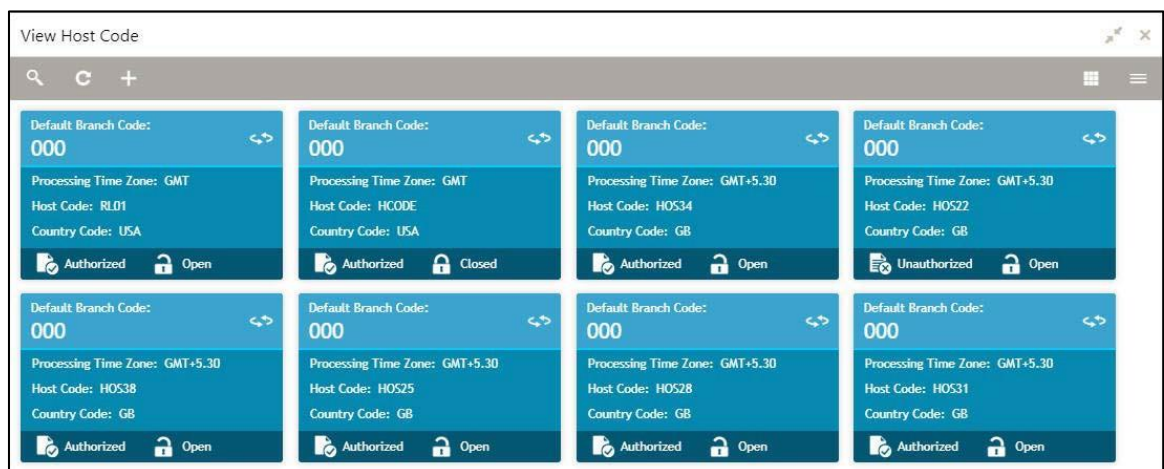 View Host Code
Default Branch Code:
000
Processing Time Zone: GMT
Host Code: RL01
Country Code: USA
Authorized Open
Default Branch Code:
000
Processing Time Zone: GMT
Host Code: HCODE
Country Code: USA
Authorized Closed
Default Branch Code:
000
Processing Time Zone: GMT+5.30
Host Code: HOS34
Country Code: GB
Authorized Open
Default Branch Code:
000
Processing Time Zone: GMT+5.30
Host Code: HOS22
Country Code: GB
Unauthorized Open
Default Branch Code:
000
Processing Time Zone: GMT+5.30
Host Code: HOS38
Country Code: GB
Authorized Open
Default Branch Code:
000
Processing Time Zone: GMT+5.30
Host Code: HOS25
Country Code: GB
Authorized Open
Default Branch Code:
000
Processing Time Zone: GMT+5.30
Host Code: HOS28
Country Code: GB
Authorized Open
Default Branch Code:
000
Processing Time Zone: GMT+5.30
Host Code: HOS31
Country Code: GB
Authorized Open